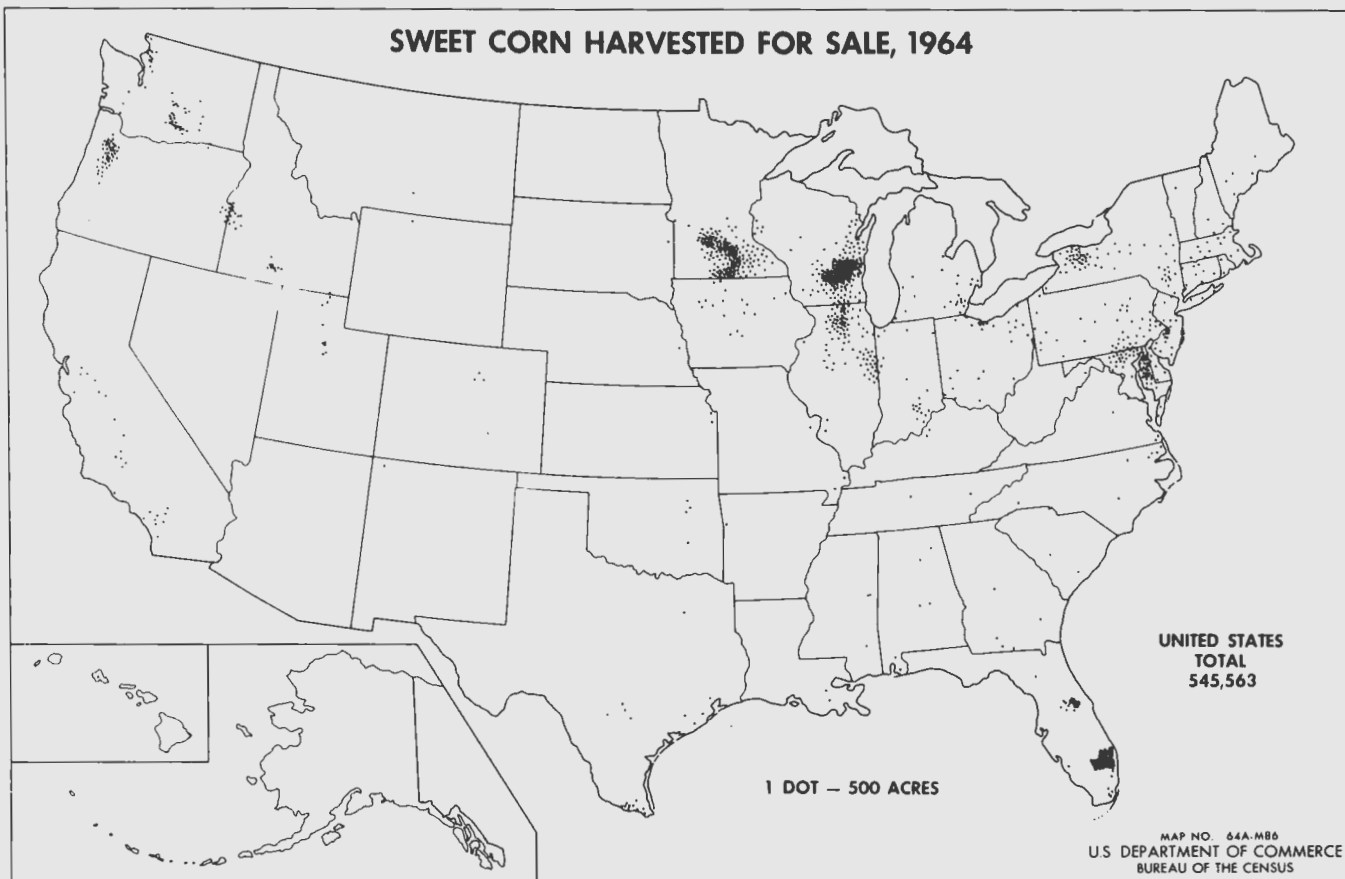 SWEET CORN HARVESTED FOR SALE, 1964
UNITED STATES
TOTAL
545,563
1 DOT — 500 ACRES
MAP NO. 64A-M86
U.S DEPARTMENT OF COMMERCE
BUREAU OF THE CENSUS